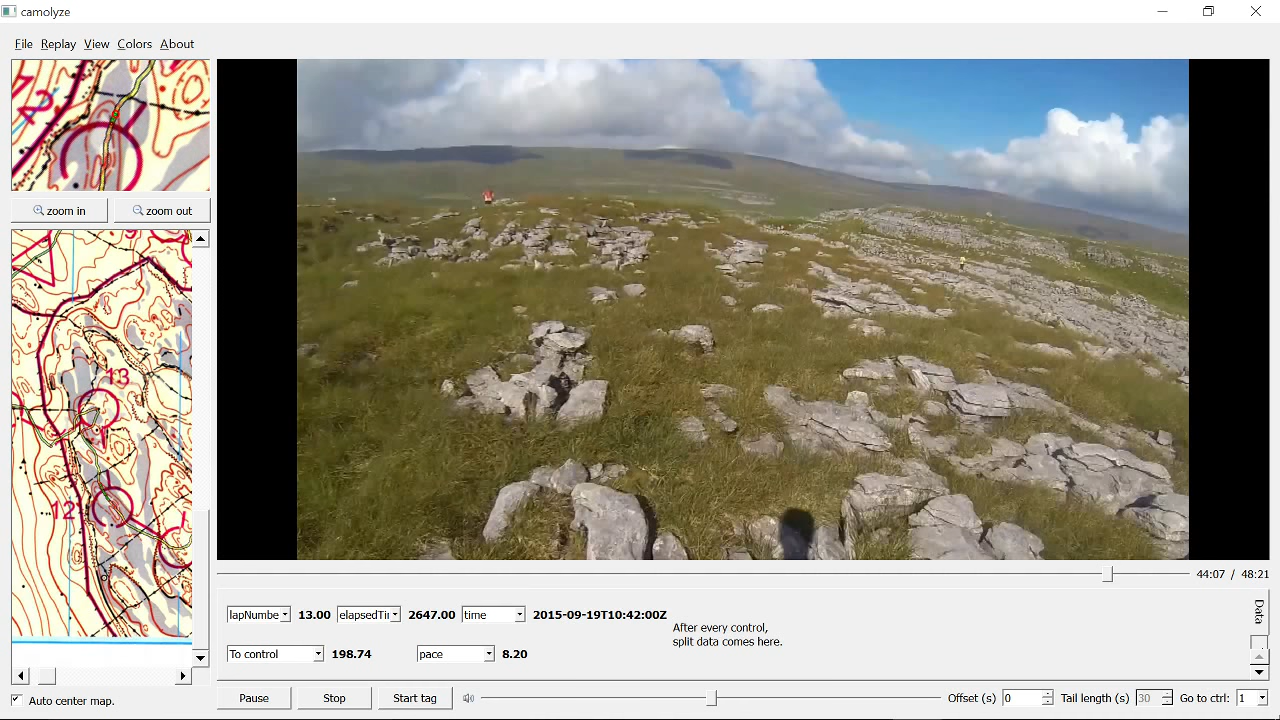 camolyze
File Replay View Colors About
12
zoom in zoom out
13
12
44:07 / 48:21
lapNumbe 13.00 elapsedTii 2647.00 time 2015-09-19T10:42:00Z
After every control,
split data comes here.
Data
To control 198.74 pace 8.20
Auto center map.
Pause Stop Start tag Offset (s) 0 Tail length (s) 30 Go to ctrl: 1